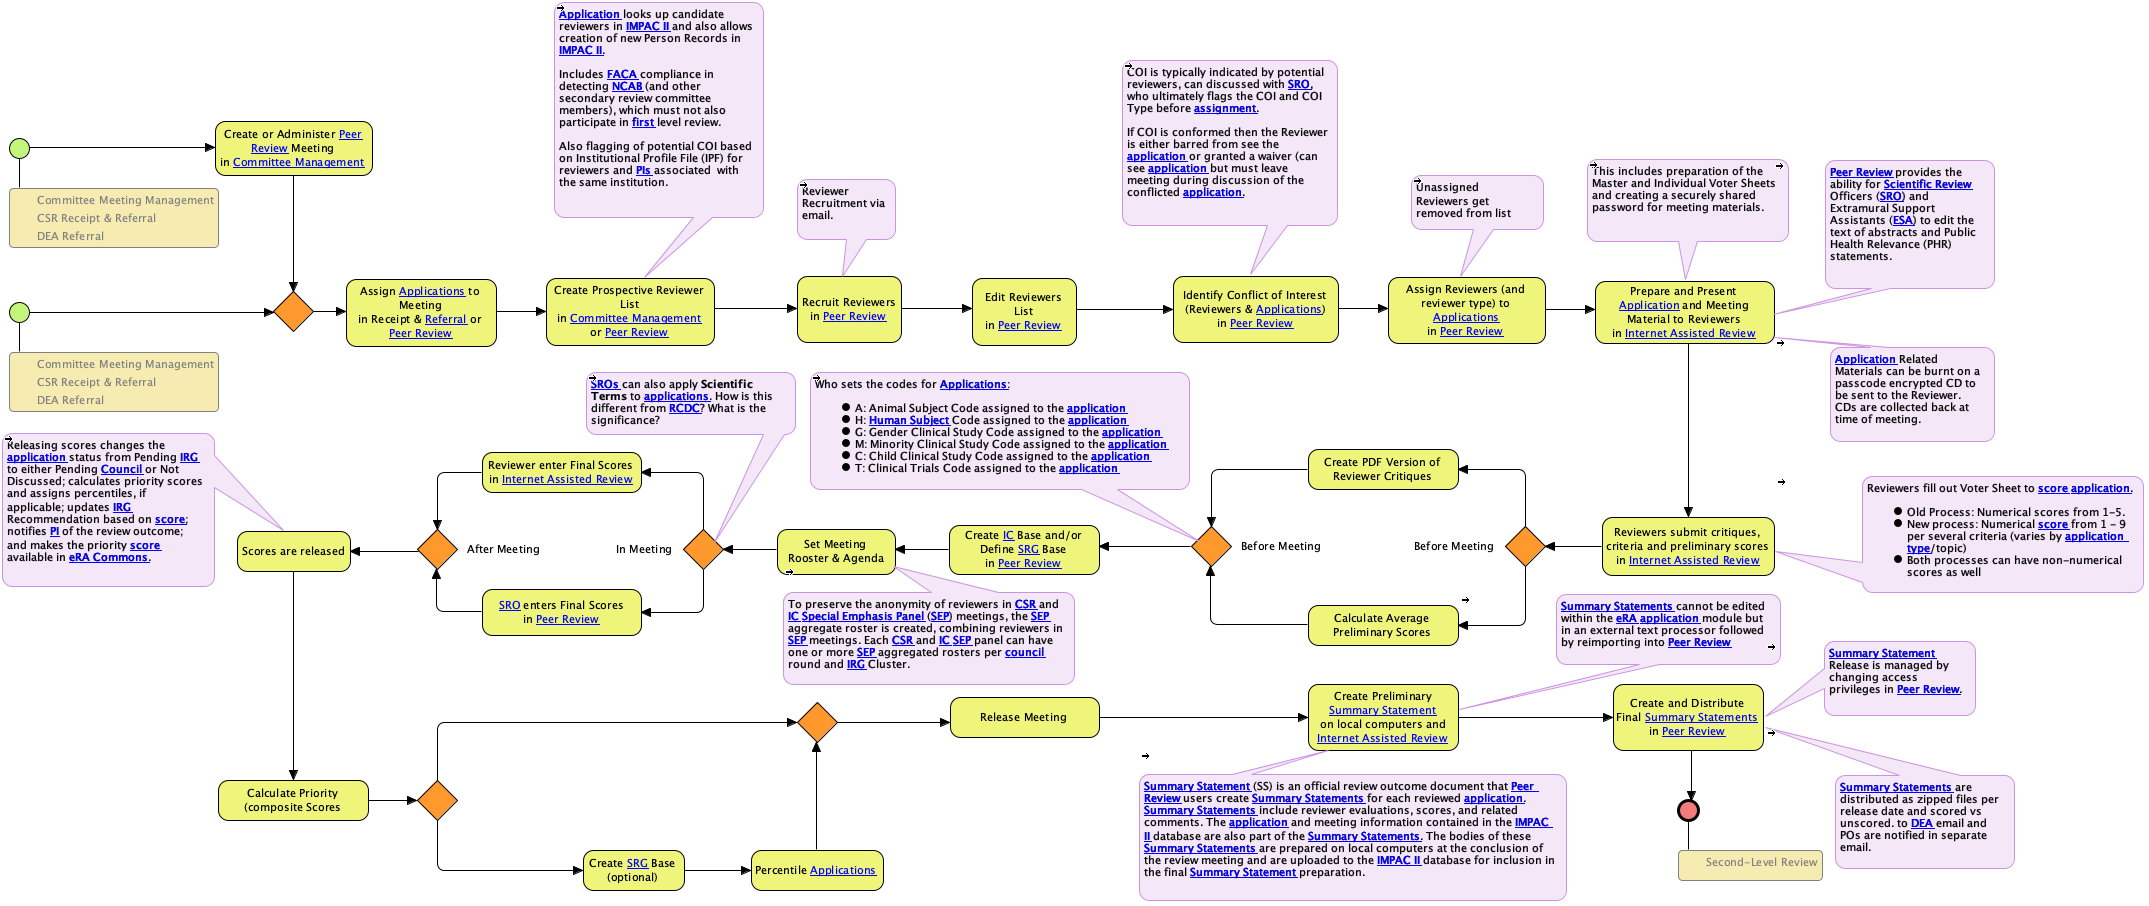 Application looks up candidate
reviewers in IMPAC II and also allows
creation of new Person Records in
IMPAC II.
Includes FACA compliance in
detecting NCAB (and other
secondary review committee
members), which must not also
participate in first level review.
Also flagging of potential COI based
on Institutional Profile File (IPF) for
reviewers and PIs associated with
the same institution.
COI is typically indicated by potential
reviewers, can discussed with SRO,
who ultimately flags the COI and COI
Type before assignment.
If COI is conformed then the Reviewer
is either barred from see the
application or granted a waiver (can
see application but must leave
meeting during discussion of the
conflicted application.
Create or Administer Peer
Review Meeting
in Committee Management
Committee Meeting Management
CSR Receipt & Referral
DEA Referral
Reviewer
Recruitment via
email.
Unassigned
Reviewers get
removed from list
This includes preparation of the
Master and Individual Voter Sheets
and creating a securely shared
password for meeting materials.
Peer Review provides the
ability for Scientific Review
Officers (SRO) and
Extramural Support
Assistants (ESA) to edit the
text of abstracts and Public
Health Relevance (PHR)
statements.
Committee Meeting Management
CSR Receipt & Referral
DEA Referral
Assign Applications to
Meeting
in Receipt & Referral or
Peer Review
Create Prospective Reviewer
List
in Committee Management
or Peer Review
Recruit Reviewers
in Peer Review
Edit Reviewers
List
in Peer Review
Identify Conflict of Interest
(Reviewers & Applications)
in Peer Review
Assign Reviewers (and
reviewer type) to
Applications
in Peer Review
Prepare and Present
Application and Meeting
Material to Reviewers
in Internet Assisted Review
Application Related
Materials can be burnt on a
passcode encrypted CD to
be sent to the Reviewer.
CDs are collected back at
time of meeting.
SROs can also apply Scientific
Terms to applications. How is this
different from RCDC? What is the
significance?
Who sets the codes for Applications:
● A: Animal Subject Code assigned to the application
● H: Human Subject Code assigned to the application
● G: Gender Clinical Study Code assigned to the application
● M: Minority Clinical Study Code assigned to the application
● C: Child Clinical Study Code assigned to the application
● T: Clinical Trials Code assigned to the application
Releasing scores changes the
application status from Pending IRG
to either Pending Council or Not
Discussed; calculates priority scores
and assigns percentiles, if
applicable; updates IRG
Recommendation based on score;
notifies PI of the review outcome;
and makes the priority score
available in eRA Commons.
Reviewer enter Final Scores
in Internet Assisted Review
Create PDF Version of
Reviewer Critiques
Reviewers fill out Voter Sheet to score application.
● Old Process: Numerical scores from 1-5.
● New process: Numerical score from 1 - 9
per several criteria (varies by application
type/topic)
● Both processes can have non-numerical
scores as well
Scores are released
After Meeting
In Meeting
Set Meeting
Rooster & Agenda
Create IC Base and/or
Define SRG Base
in Peer Review
Before Meeting
Before Meeting
Reviewers submit critiques,
criteria and preliminary scores
in Internet Assisted Review
SRO enters Final Scores
in Peer Review
To preserve the anonymity of reviewers in CSR and
IC Special Emphasis Panel (SEP) meetings, the SEP
aggregate roster is created, combining reviewers in
SEP meetings. Each CSR and IC SEP panel can have
one or more SEP aggregated rosters per council
round and IRG Cluster.
Calculate Average
Preliminary Scores
Summary Statements cannot be edited
within the eRA application module but
in an external text processor followed
by reimporting into Peer Review
Summary Statement
Release is managed by
changing access
privileges in Peer Review.
Release Meeting
Create Preliminary
Summary Statement
on local computers and
Internet Assisted Review
Create and Distribute
Final Summary Statements
in Peer Review
Calculate Priority
(composite Scores
Summary Statement (SS) is an official review outcome document that Peer
Review users create Summary Statements for each reviewed application.
Summary Statements include reviewer evaluations, scores, and related
comments. The application and meeting information contained in the IMPAC
II database are also part of the Summary Statements. The bodies of these
Summary Statements are prepared on local computers at the conclusion of
the review meeting and are uploaded to the IMPAC II database for inclusion in
the final Summary Statement preparation.
Summary Statements are
distributed as zipped files per
release date and scored vs
unscored. to DEA email and
POs are notified in separate
email.
Create SRG Base
(optional)
Percentile Applications
Second-Level Review